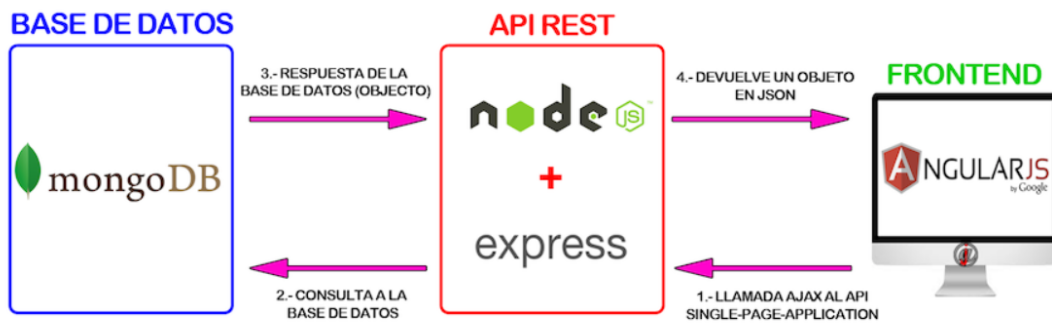 BASE DE DATOS
API REST
3.- RESPUESTA DE LA
BASE DE DATOS (OBJECTO)
4.- DEVUELVE UN OBJETO
EN JSON
FRONTEND
mongoDB
node
JS
™
+
express
ANGULARJS
by Google
2.- CONSULTA A LA
BASE DE DATOS
1.- LLAMADA AJAX AL API
SINGLE-PAGE-APPLICATION